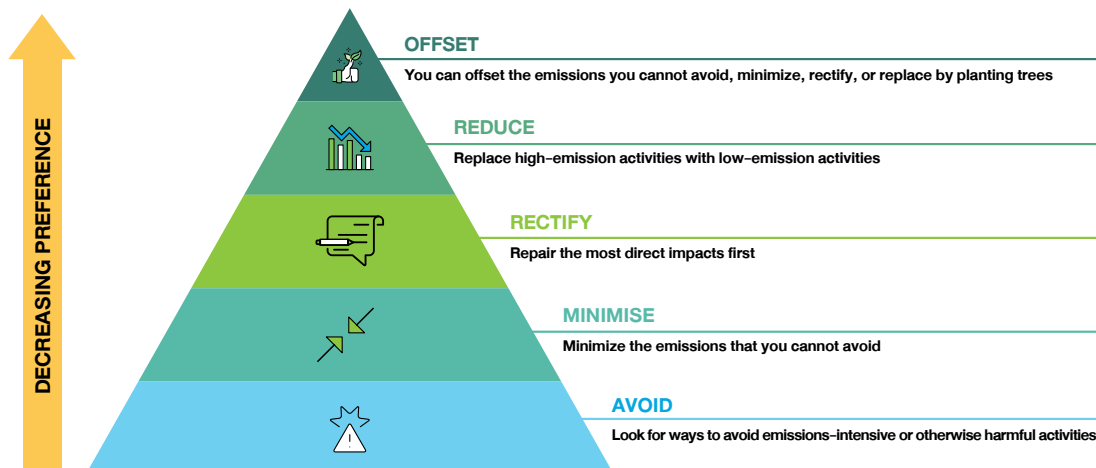 DECREASING PREFERENCE
OFFSET
You can offset the emissions you cannot avoid, minimize, rectify, or replace by planting trees
REDUCE
Replace high-emission activities with low-emission activities
RECTIFY
Repair the most direct impacts first
MINIMISE
Minimize the emissions that you cannot avoid
AVOID
Look for ways to avoid emissions-intensive or otherwise harmful activities